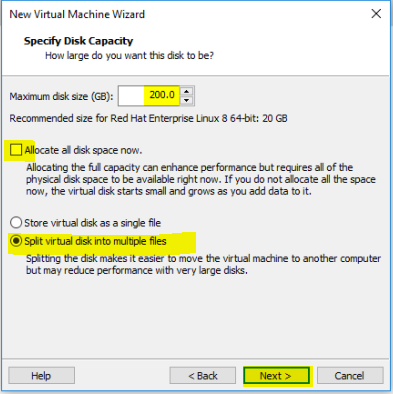 New Virtual Machine Wizard
Specify Disk Capacity
How large do you want this disk to be?
Maximum disk size (GB): 200.0
Recommended size for Red Hat Enterprise Linux 8 64-bit: 20 GB
Allocate all disk space now.
Allocating the full capacity can enhance performance but requires all of the
physical disk space to be available right now. If you do not allocate all the space
now, the virtual disk starts small and grows as you add data to it.
Store virtual disk as a single file
Split virtual disk into multiple files
Splitting the disk makes it easier to move the virtual machine to another computer
but may reduce performance with very large disks.
Help < Back Next > Cancel